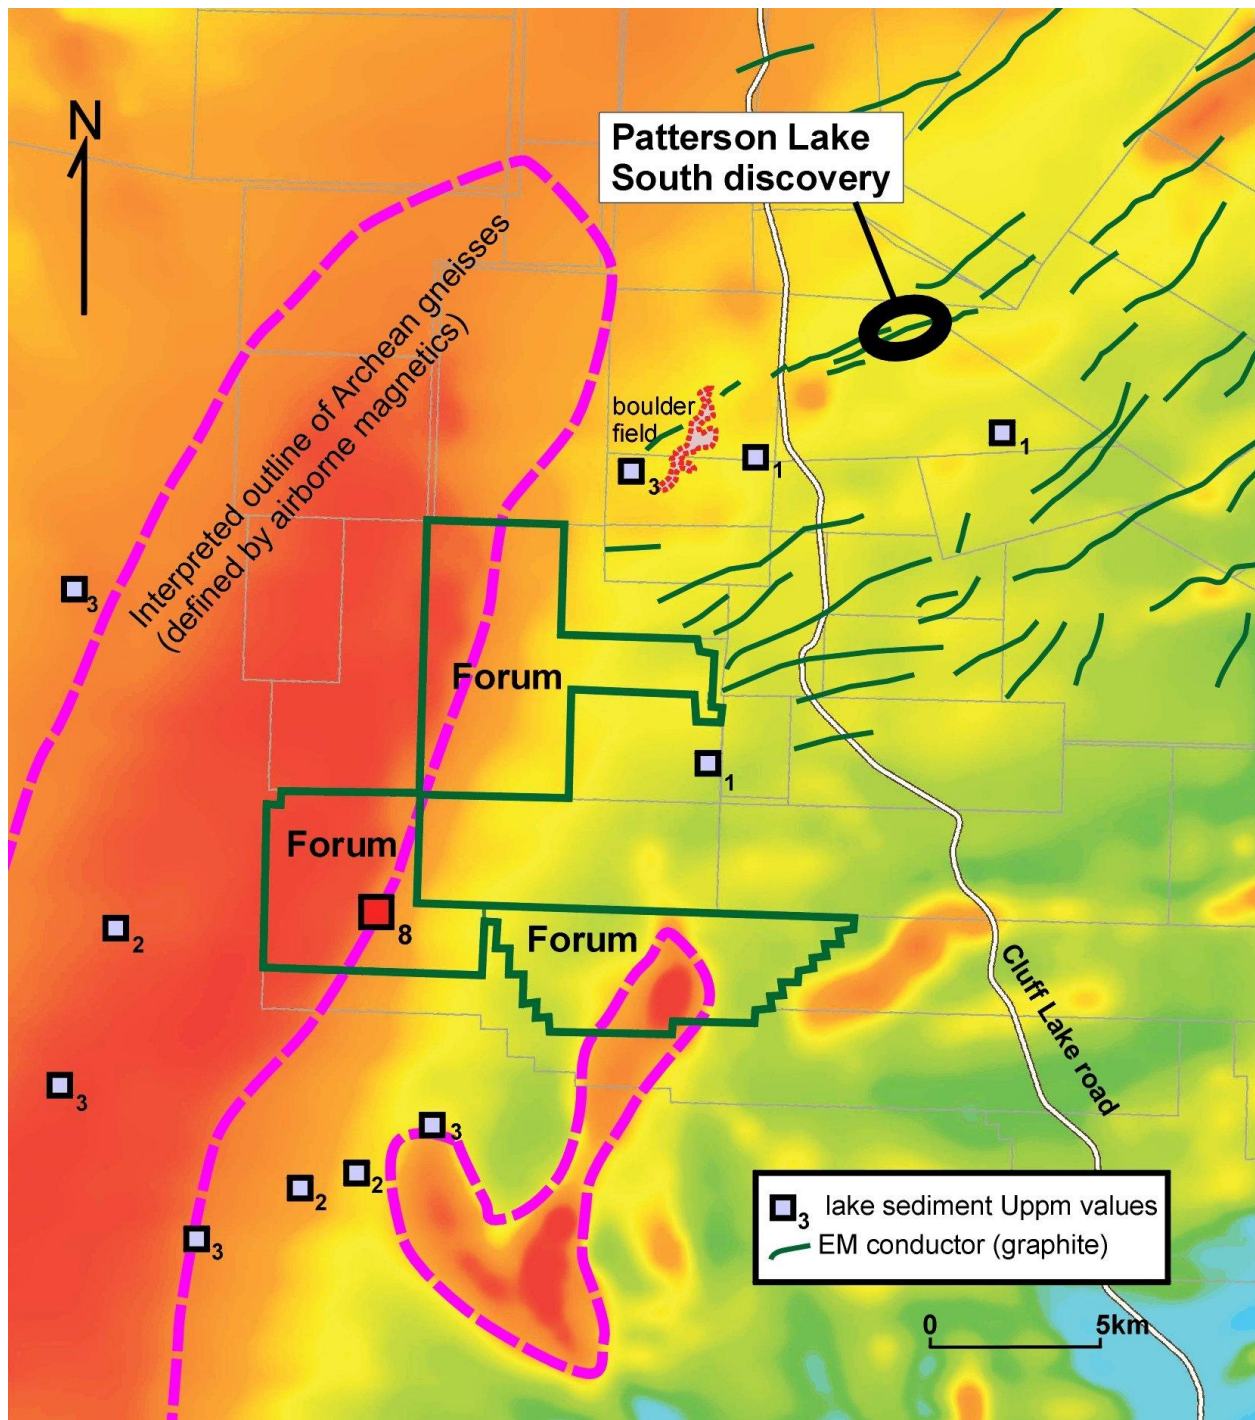 N
Patterson Lake
South discovery
Interpreted outline of Archean gneisses
(defined by airborne magnetics)
boulder
field
3
1
1
3
Forum
1
Forum
8
Forum
2
3
3
2
2
3
Cluff Lake road
3 lake sediment Uppm values
EM conductor (graphite)
0 5km